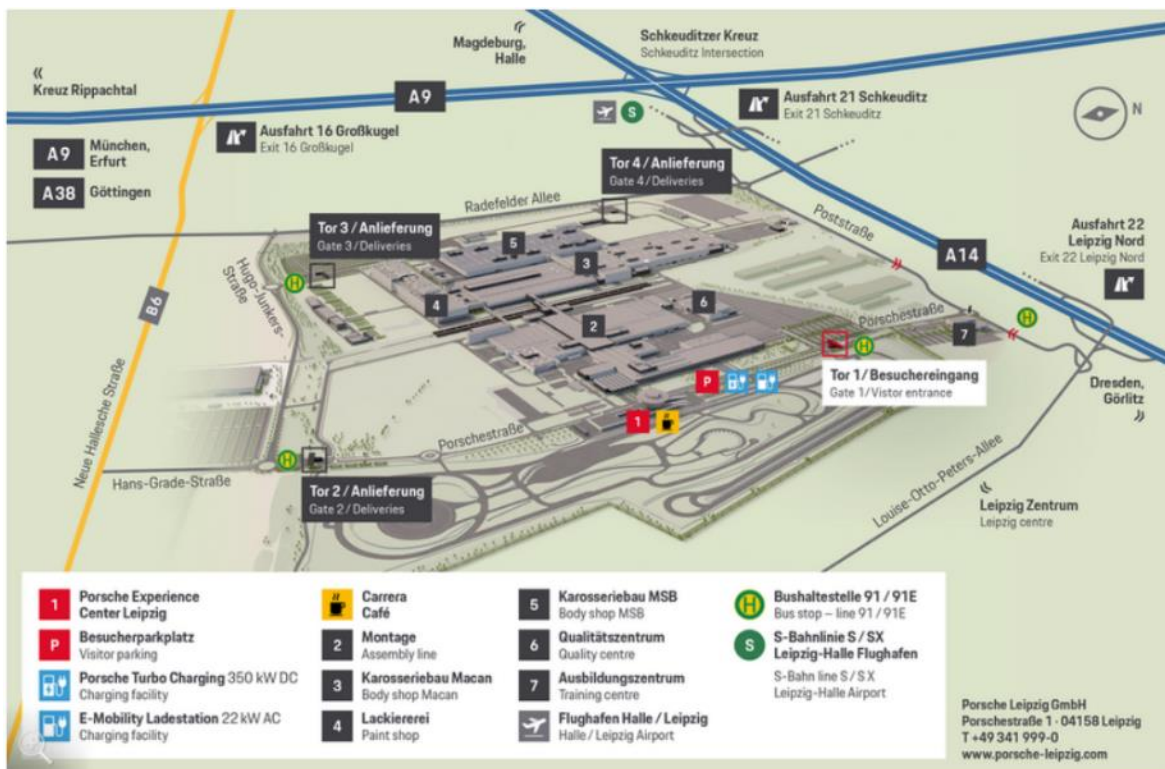 Magdeburg,
Halle
Schkeuditzer Kreuz
Schkeuditz Intersection
Kreuz Rippachtal
A9
Ausfahrt 21 Schkeuditz
Exit 21 Schkeuditz
N
S
A9
München,
Erfurt
A38
Göttingen
Ausfahrt 16 Großkugel
Exit 16 Großkugel
Tor 4 / Anlieferung
Gate 4 / Deliveries
Radefelder Allee
Tor 3 / Anlieferung
Gate 3 / Deliveries
Poststraße
Ausfahrt 22
Leipzig Nord
Exit 22 Leipzig Nord
A14
Hugo-Junkers-
Straße
H
B6
5
3
4
6
2
Porschestraße
7
H
H
Tor 1 / Besuchereingang
Gate 1 / Vistor entrance
Dresden,
Görlitz
P
1
Porschestraße
Neue Hallesche Straße
Hans-Grade-Straße
H
Tor 2 / Anlieferung
Gate 2 / Deliveries
Louise-Otto-Peters-Allee
Leipzig Zentrum
Leipzig centre
1
Porsche Experience
Center Leipzig
P
Besucherparkplatz
Visitor parking
Porsche Turbo Charging 350 kW DC
Charging facility
E-Mobility Ladestation 22 kW AC
Charging facility
Carrera
Café
2
Montage
Assembly line
3
Karosseriebau Macan
Body shop Macan
4
Lackiererei
Paint shop
5
Karosseriebau MSB
Body shop MSB
6
Qualitätszentrum
Quality centre
7
Ausbildungszentrum
Training centre
Flughafen Halle / Leipzig
Halle / Leipzig Airport
H
Bushaltestelle 91 / 91E
Bus stop – line 91 / 91E
S
S-Bahnlinie S / SX
Leipzig-Halle Flughafen
S-Bahn line S / SX
Leipzig-Halle Airport
Porsche Leipzig GmbH
Porschestraße 1 · 04158 Leipzig
T +49 341 999-0
www.porsche-leipzig.com